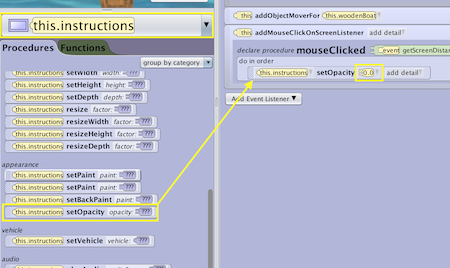 this.instructions
Procedures Functions
group by category
this.instructions setWidth width: ???
this.instructions setHeight height: ???
this.instructions setDepth depth: ???
this.instructions resize factor: ???
this.instructions resizeWidth factor: ???
this.instructions resizeHeight factor: ???
this.instructions resizeDepth factor: ???
appearance
this.instructions setPaint paint: ???
this.instructions setPaint paint: ???
this.instructions setBackPaint paint: ???
this.instructions setOpacity opacity: ???
vehicle
this.instructions setVehicle vehicle: ???
audio
this addObjectMoverFor this.woodenBoat
this addMouseClickOnScreenListener add detail
declare procedure mouseClicked event getScreenDistan
do in order
this.instructions setOpacity 0.0 add detail
Add Event Listener